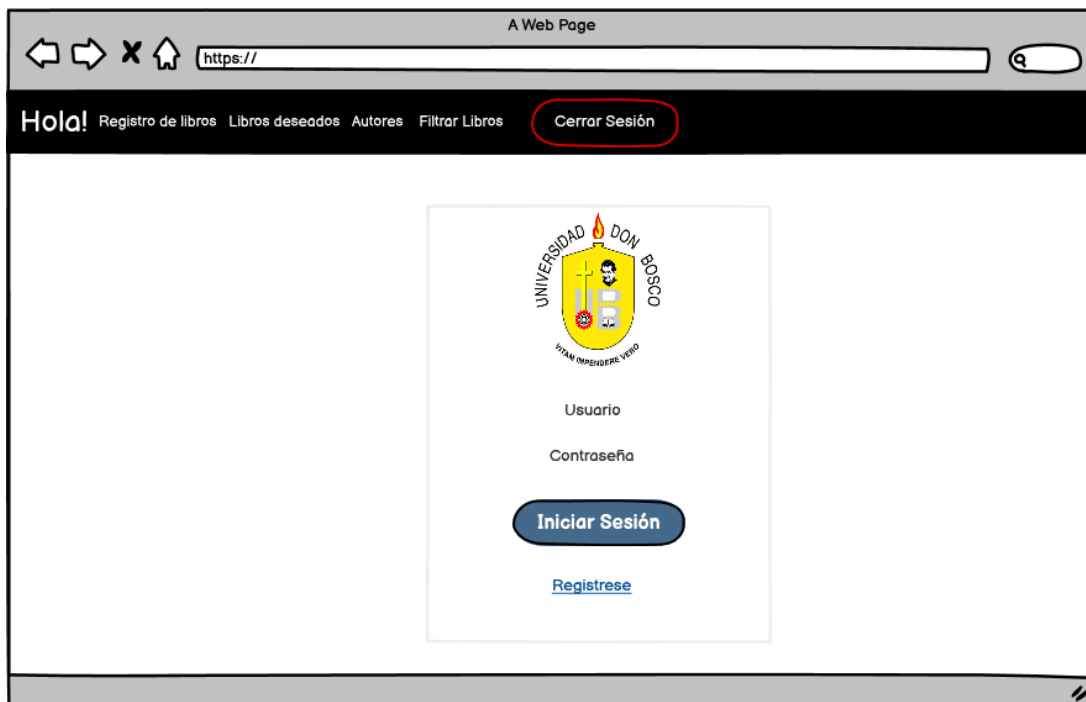 A Web Page
https://
Hola! Registro de libros Libros deseados Autores Filtrar Libros Cerrar Sesión
UNIVERSIDAD DON BOSCO
UDB
VITAM IMPENDERE VERO
Usuario
Contraseña
Iniciar Sesión
Registrese